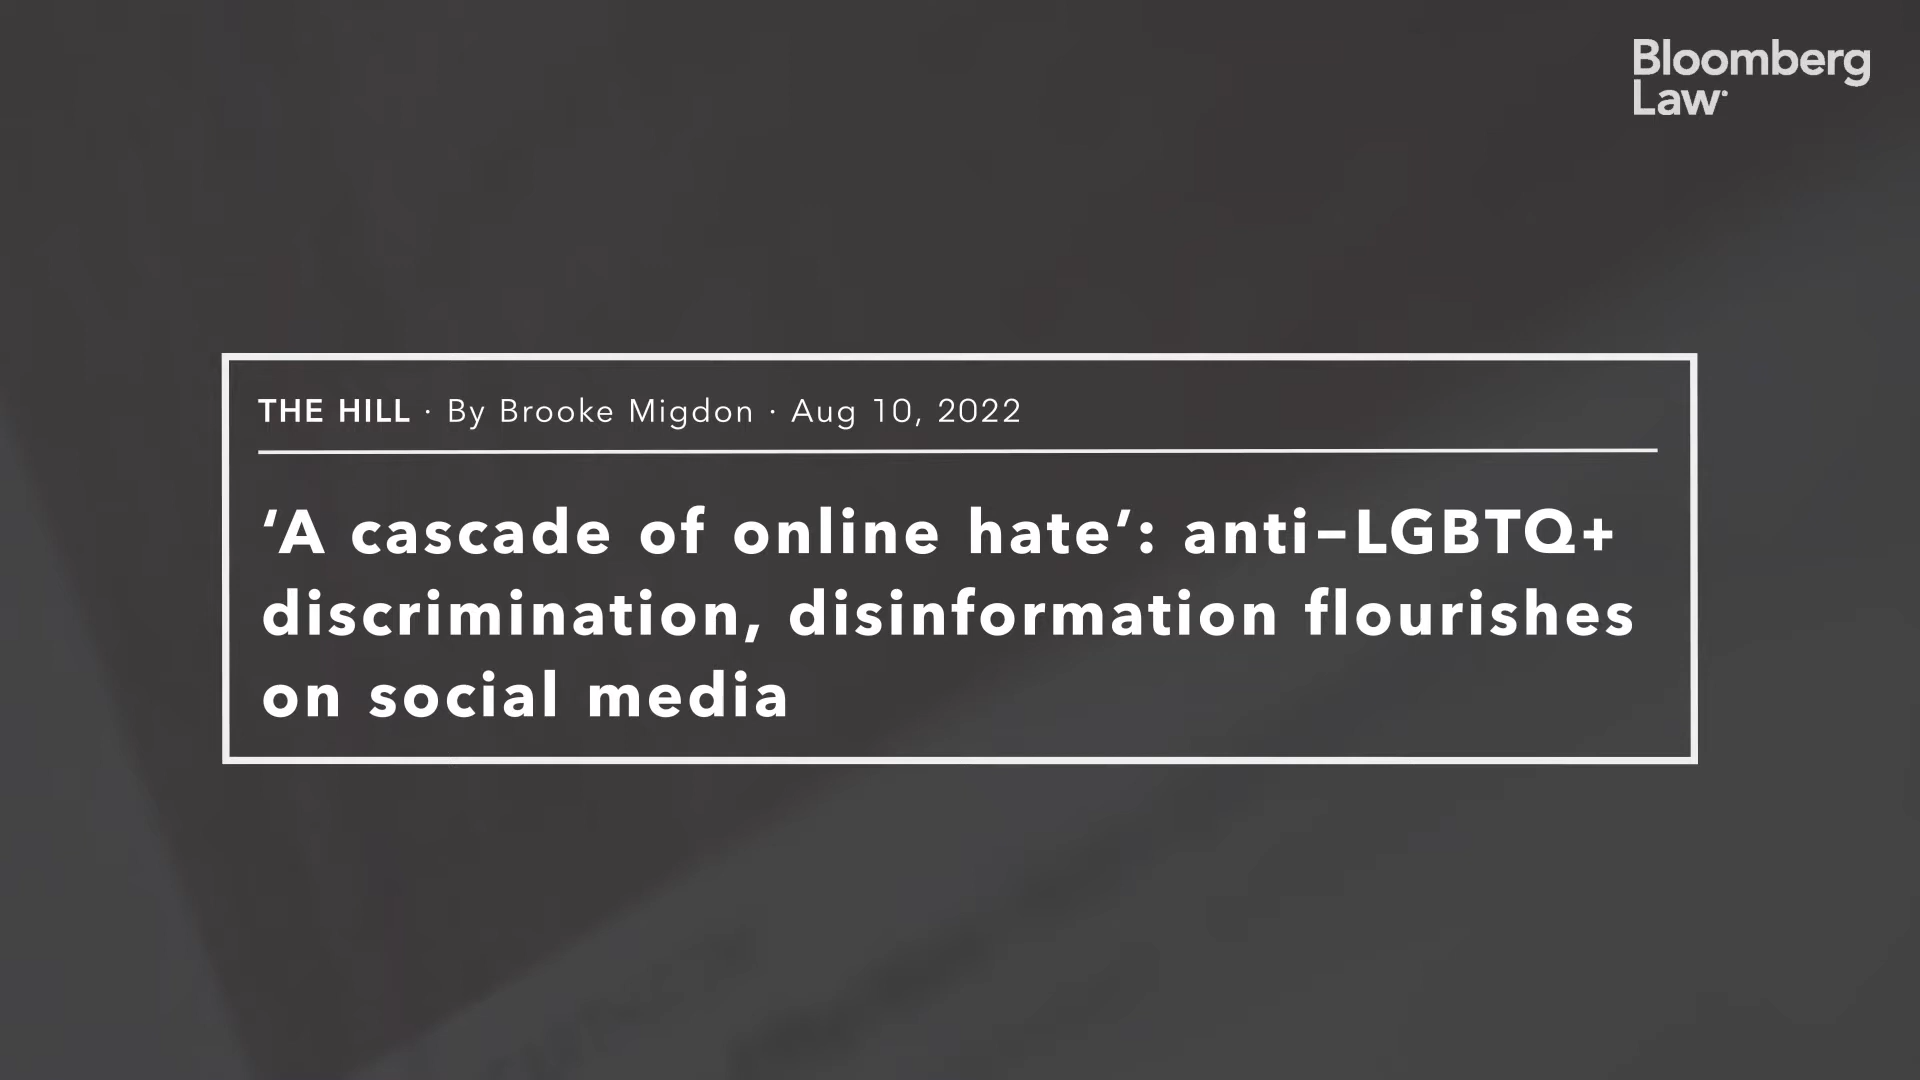 Bloomberg
Law
THE HILL · By Brooke Migdon · Aug 10, 2022
‘A cascade of online hate’: anti–LGBTQ+
discrimination, disinformation flourishes
on social media